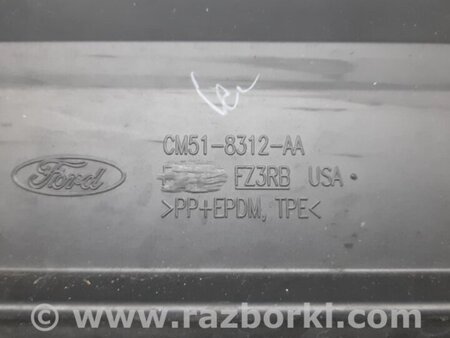 CM51-8312-AA
Ford
FZ3RB USA
>PP+EPDM, TPE<
© www.razborki.com